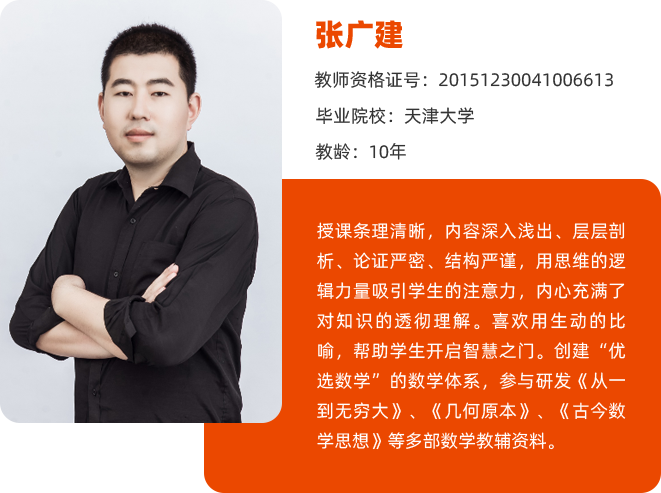 张广建
教师资格证号：20151230041006613
毕业院校：天津大学
教龄：10年
授课条理清晰，内容深入浅出、层层剖
析、论证严密、结构严谨，用思维的逻
辑力量吸引学生的注意力，内心充满了
对知识的透彻理解。喜欢用生动的比
喻，帮助学生开启智慧之门。创建“优
选数学”的数学体系，参与研发《从一
到无穷大》、《几何原本》、《古今数
学思想》等多部数学教辅资料。